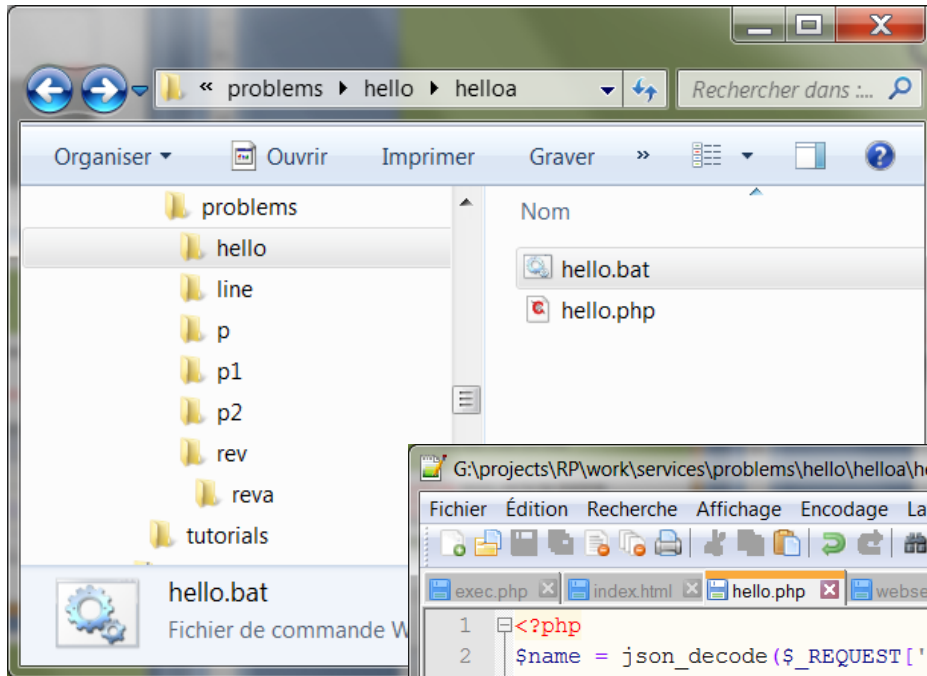 « problems hello helloa
Rechercher dans :...
Organiser Ouvrir Imprimer Graver »
problems
hello
line
p
p1
p2
rev
reva
tutorials
Nom
hello.bat
hello.php
hello.bat
Fichier de commande W
G:\projects\RP\work\services\problems\hello\helloa\h
Fichier Édition Recherche Affichage Encodage La
exec.php index.html hello.php webse
1 <?php
2 $name = json_decode($_REQUEST['